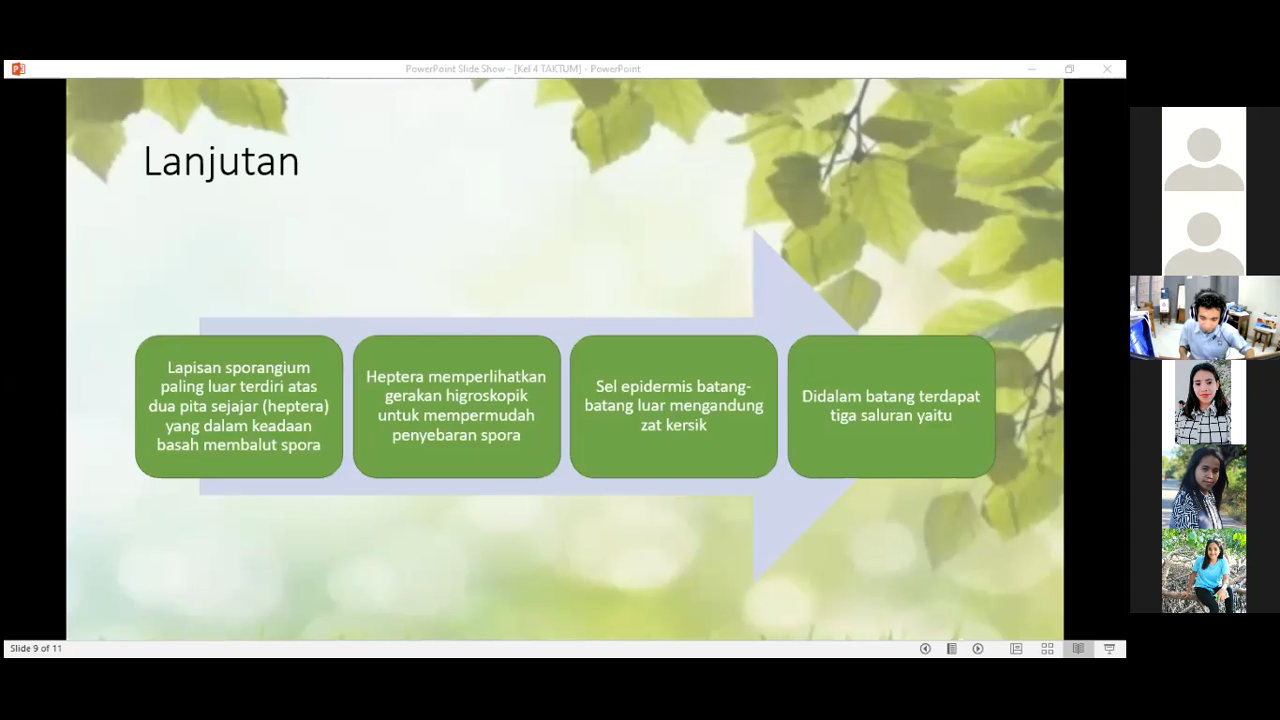 PowerPoint Slide Show - [Kel 4 TAKTUM] - PowerPoint
Lanjutan
Lapisan sporangium
paling luar terdiri atas
dua pita sejajar (heptera)
yang dalam keadaan
basah membalut spora
Heptera memperlihatkan
gerakan higroskopik
untuk mempermudah
penyebaran spora
Sel epidermis batang-
batang luar mengandung
zat kersik
Didalam batang terdapat
tiga saluran yaitu
Slide 9 of 11